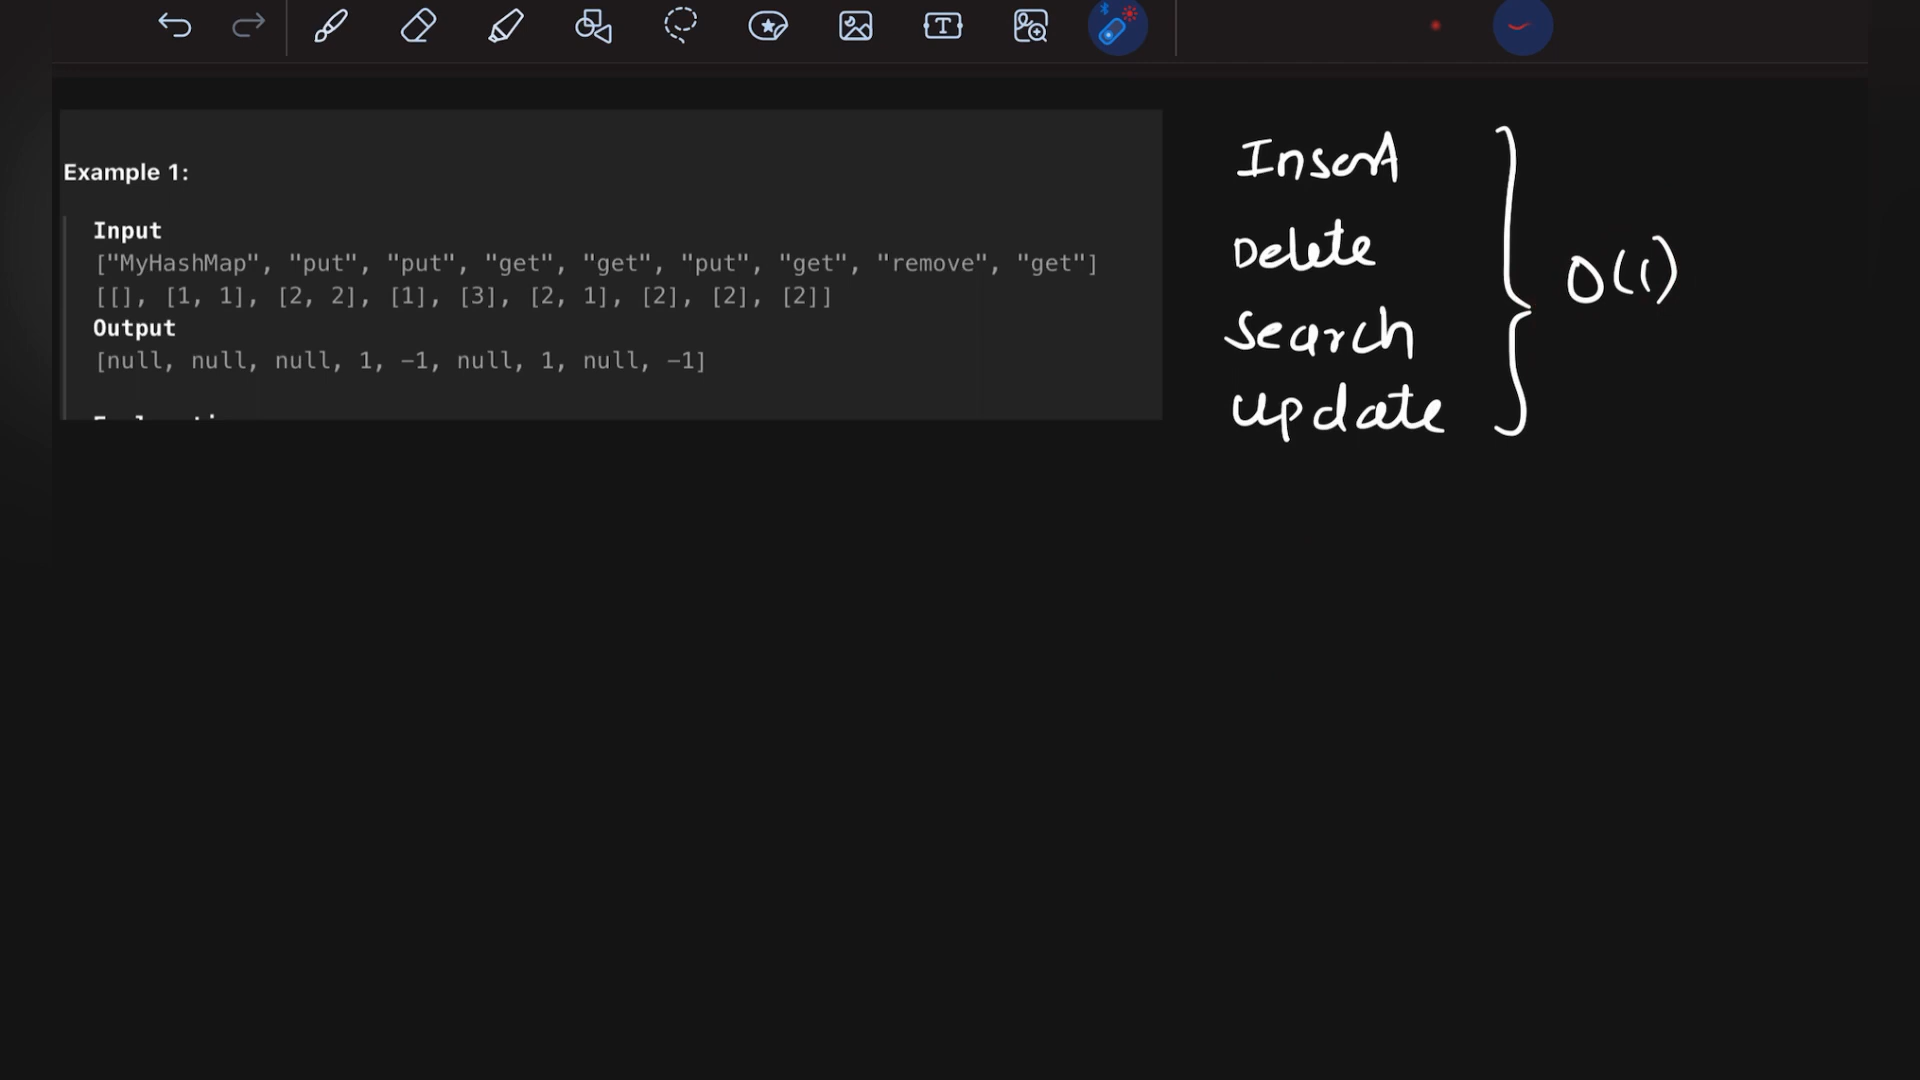 Example 1:
Input
["MyHashMap", "put", "put", "get", "get", "put", "get", "remove", "get"]
[[], [1, 1], [2, 2], [1], [3], [2, 1], [2], [2], [2]]
Output
[null, null, null, 1, -1, null, 1, null, -1]
Insert
Delete
Search
Update
O(1)